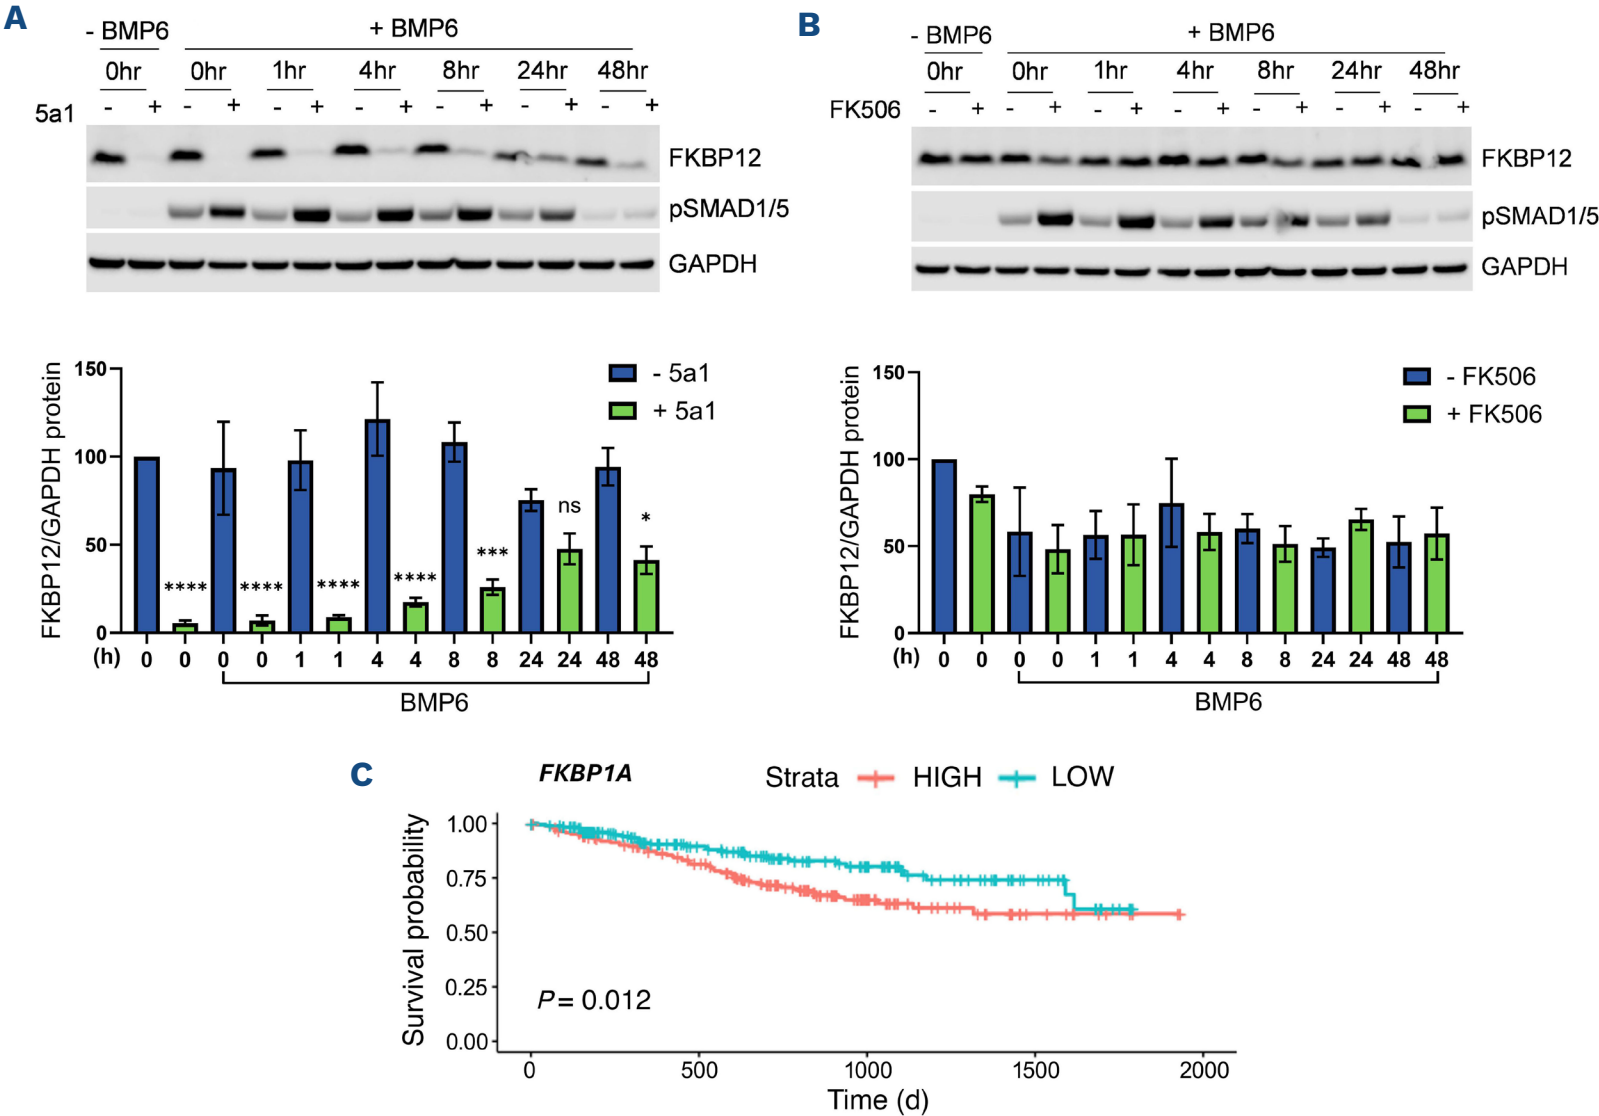 A
- BMP6 + BMP6
0hr 0hr 1hr 4hr 8hr 24hr 48hr
5a1 - + - + - + - + - + - + - +
FKBP12
pSMAD1/5
GAPDH
B
- BMP6 + BMP6
0hr 0hr 1hr 4hr 8hr 24hr 48hr
FK506 - + - + - + - + - + - + - +
FKBP12
pSMAD1/5
GAPDH
FKBP12/GAPDH protein
150
100
50
0
- 5a1
+ 5a1
**** **** **** **** *** ns *
(h) 0 0 0 0 1 1 4 4 8 8 24 24 48 48
BMP6
FKBP12/GAPDH protein
150
100
50
0
- FK506
+ FK506
(h) 0 0 0 0 1 1 4 4 8 8 24 24 48 48
BMP6
C
FKBP1A
Strata HIGH LOW
Survival probability
1.00
0.75
0.50
0.25
0.00
P = 0.012
0 500 1000 1500 2000
Time (d)